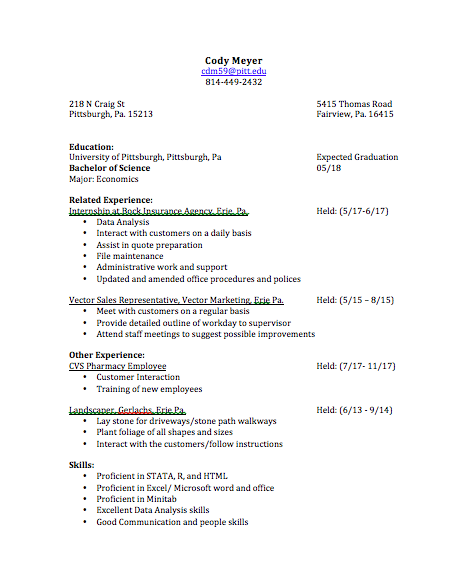 Cody Meyer
cdm59@pitt.edu
814-449-2432
218 N Craig St 5415 Thomas Road
Pittsburgh, Pa. 15213 Fairview, Pa. 16415
Education:
University of Pittsburgh, Pittsburgh, Pa Expected Graduation
Bachelor of Science 05/18
Major: Economics
Related Experience:
Internship at Bock Insurance Agency, Erie, Pa. Held: (5/17-6/17)
• Data Analysis
• Interact with customers on a daily basis
• Assist in quote preparation
• File maintenance
• Administrative work and support
• Updated and amended office procedures and polices
Vector Sales Representative, Vector Marketing, Erie Pa. Held: (5/15 – 8/15)
• Meet with customers on a regular basis
• Provide detailed outline of workday to supervisor
• Attend staff meetings to suggest possible improvements
Other Experience:
CVS Pharmacy Employee Held: (7/17- 11/17)
• Customer Interaction
• Training of new employees
Landscaper, Gerlachs, Erie Pa. Held: (6/13 - 9/14)
• Lay stone for driveways/stone path walkways
• Plant foliage of all shapes and sizes
• Interact with the customers/follow instructions
Skills:
• Proficient in STATA, R, and HTML
• Proficient in Excel/ Microsoft word and office
• Proficient in Minitab
• Excellent Data Analysis skills
• Good Communication and people skills